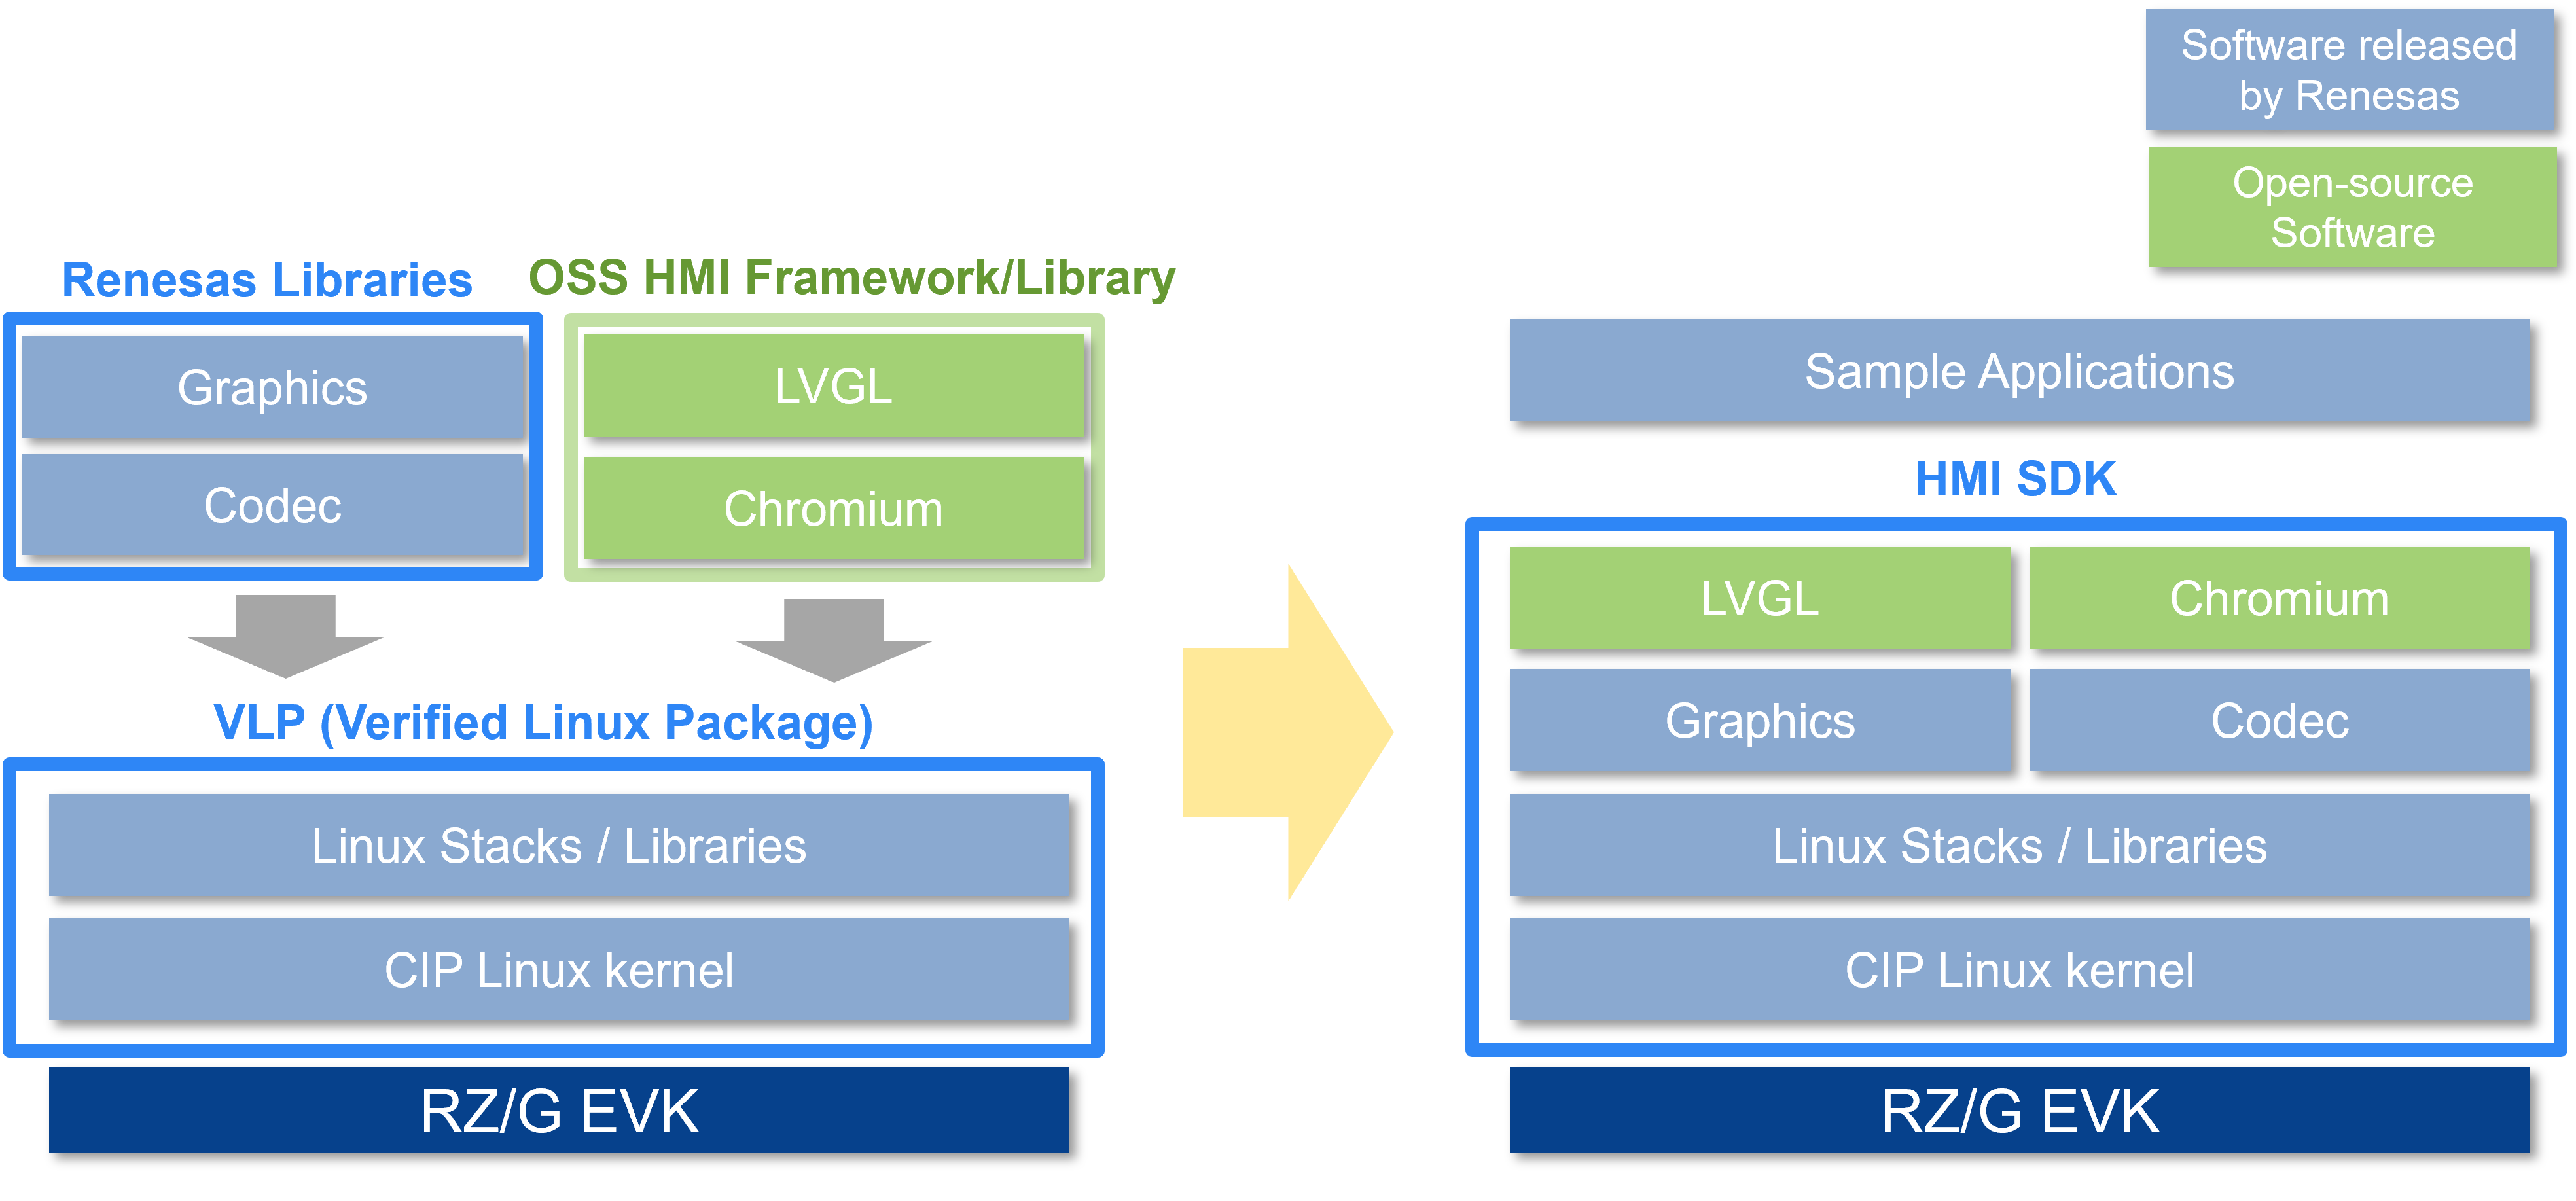 Software released
by Renesas
Open-source
Software
Renesas Libraries
OSS HMI Framework/Library
Graphics
Codec
LVGL
Chromium
VLP (Verified Linux Package)
Linux Stacks / Libraries
CIP Linux kernel
RZ/G EVK
Sample Applications
HMI SDK
LVGL
Chromium
Graphics
Codec
Linux Stacks / Libraries
CIP Linux kernel
RZ/G EVK